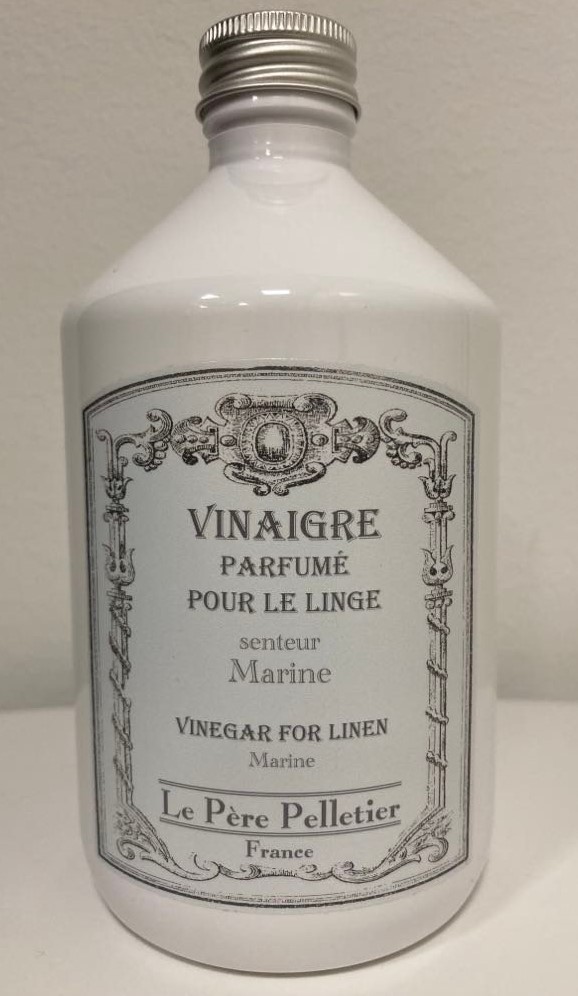 VINAIGRE
PARFUMÉ
POUR LE LINGE
senteur
Marine
VINEGAR FOR LINEN
Marine
Le Père Pelletier
France